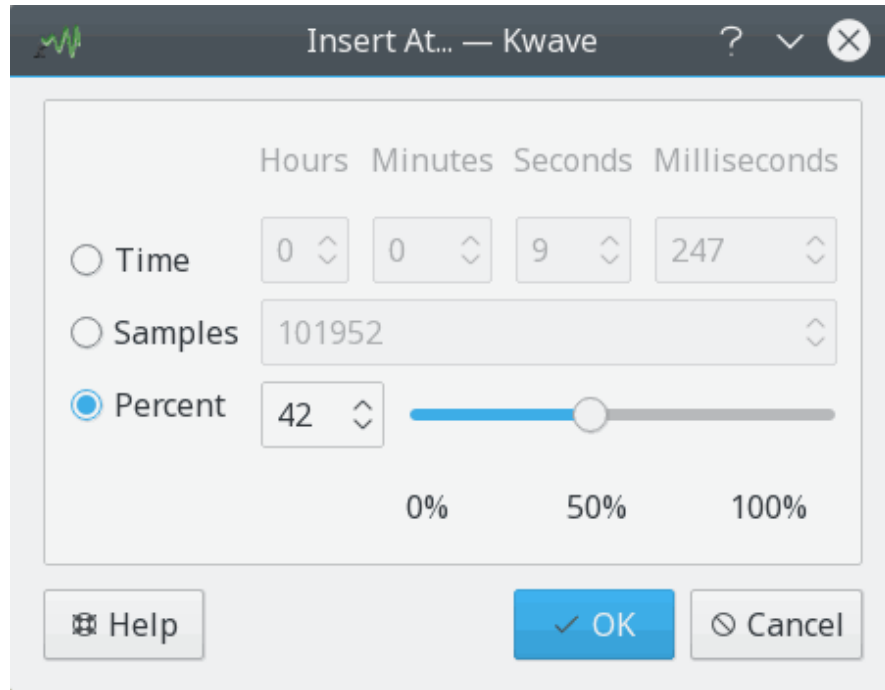 Insert At... — Kwave
Hours Minutes Seconds Milliseconds
Time 0 0 9 247
Samples 101952
Percent 42
0% 50% 100%
Help OK Cancel